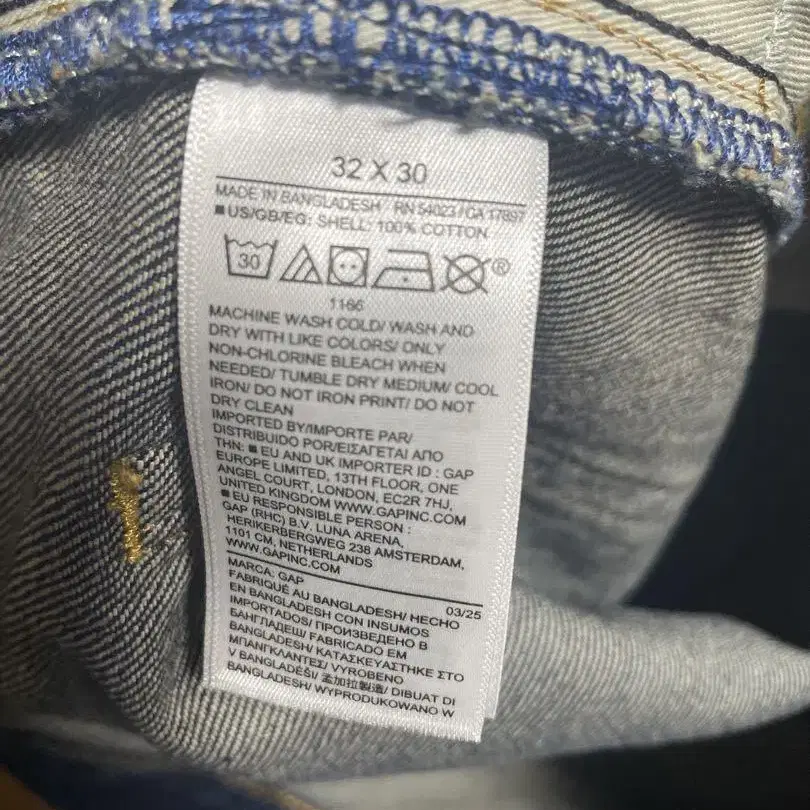 32 X 30
MADE IN BANGLADESH RN 54023 / CA 17897
■ US/GB/EG: SHELL: 100% COTTON
30 ®
1166
MACHINE WASH COLD/ WASH AND
DRY WITH LIKE COLORS/ ONLY
NON-CHLORINE BLEACH WHEN
NEEDED/ TUMBLE DRY MEDIUM/ COOL
IRON/ DO NOT IRON PRINT/ DO NOT
DRY CLEAN
IMPORTED BY/IMPORTE PAR/
DISTRIBUIDO POR/ΕΙΣΑΓΕΤΑΙ ΑΠΟ
ΤΗΝ: ■ EU AND UK IMPORTER ID : GAP
EUROPE LIMITED, 13TH FLOOR, ONE
ANGEL COURT, LONDON, EC2R 7HJ,
UNITED KINGDOM WWW.GAPINC.COM
■ EU RESPONSIBLE PERSON :
GAP (RHC) B.V. LUNA ARENA,
HERIKERBERGWEG 238 AMSTERDAM,
1101 CM, NETHERLANDS
WWW.GAPINC.COM
MARCA: GAP 03/25
FABRIQUÉ AU BANGLADESH/ HECHO
EN BANGLADESH CON INSUMOS
IMPORTADOS/ ПРОИЗВЕДЕНО В
БАНГЛАДЕШ/ FABRICADO EM
BANGLADESH/ ΚΑΤΑΣΚΕΥΑΣΤΗΚΕ ΣΤΟ
ΜΠΑΝΓΚΛΑΝΤΕΣ/ VYROBENO
V BANGLADÉŠI/ 孟加拉製造/ DIBUAT DI
BANGLADESH/ WYPRODUKOWANO W